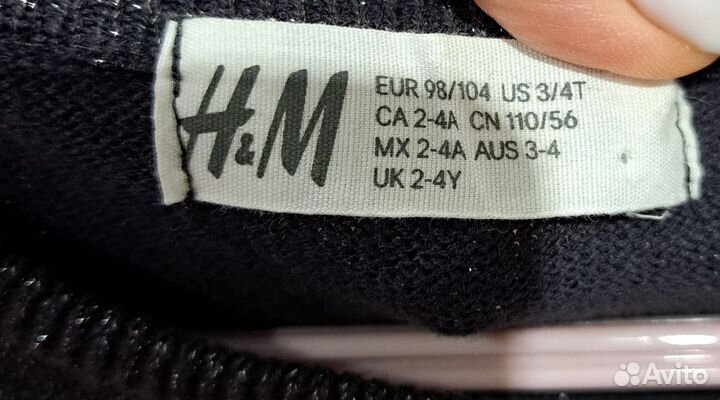 H&M
EUR 98/104 US 3/4T
CA 2-4A CN 110/56
MX 2-4A AUS 3-4
UK 2-4Y
Avito